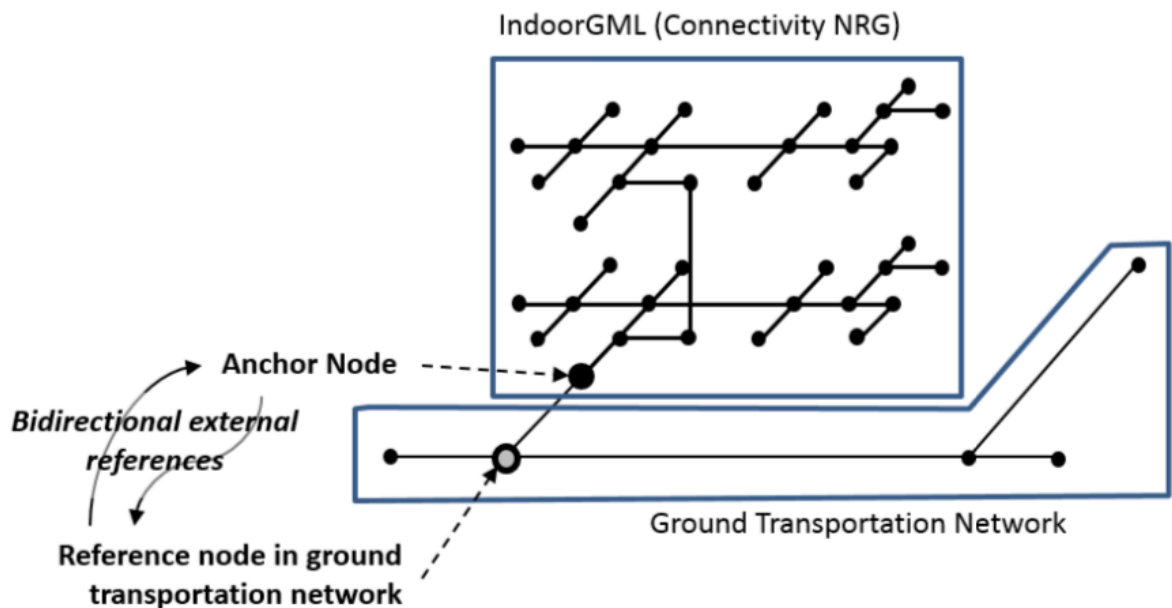 IndoorGML (Connectivity NRG)
Anchor Node
Bidirectional external
references
Ground Transportation Network
Reference node in ground
transportation network